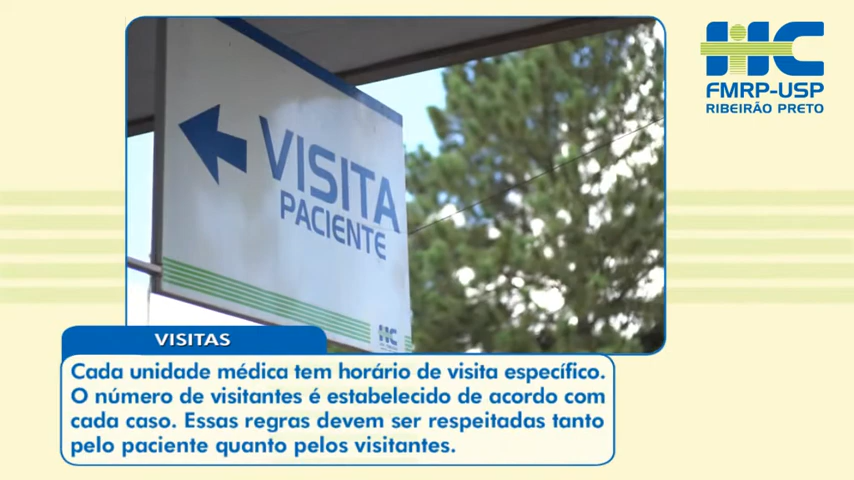 HC
FMRP-USP
RIBEIRÃO PRETO
VISITA
PACIENTE
HC
VISITAS
Cada unidade médica tem horário de visita específico.
O número de visitantes é estabelecido de acordo com
cada caso. Essas regras devem ser respeitadas tanto
pelo paciente quanto pelos visitantes.